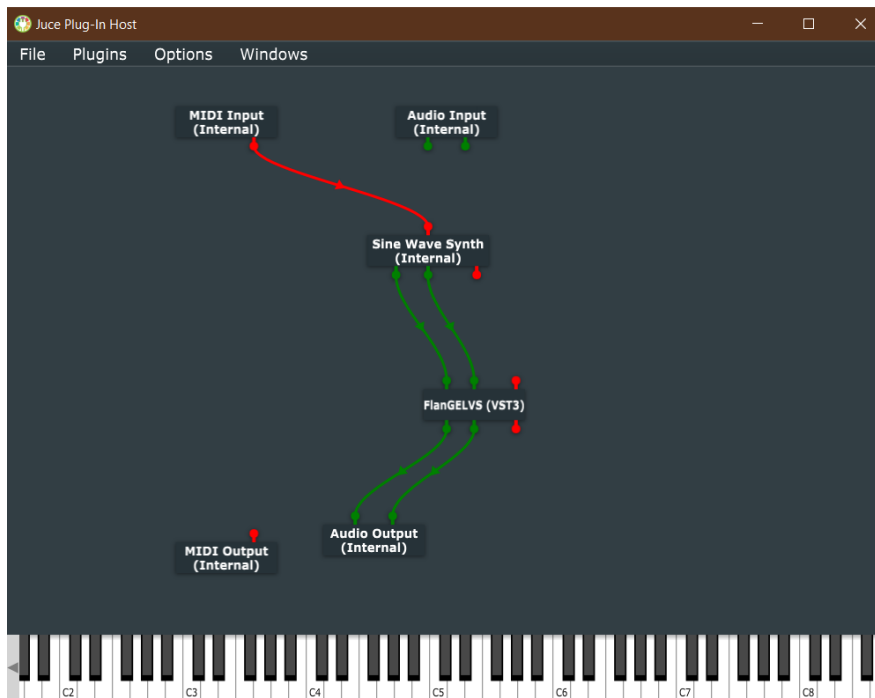 Juce Plug-In Host
File Plugins Options Windows
MIDI Input
(Internal)
Audio Input
(Internal)
Sine Wave Synth
(Internal)
FlanGELVS (VST3)
Audio Output
(Internal)
MIDI Output
(Internal)
C2 C3 C4 C5 C6 C7 C8